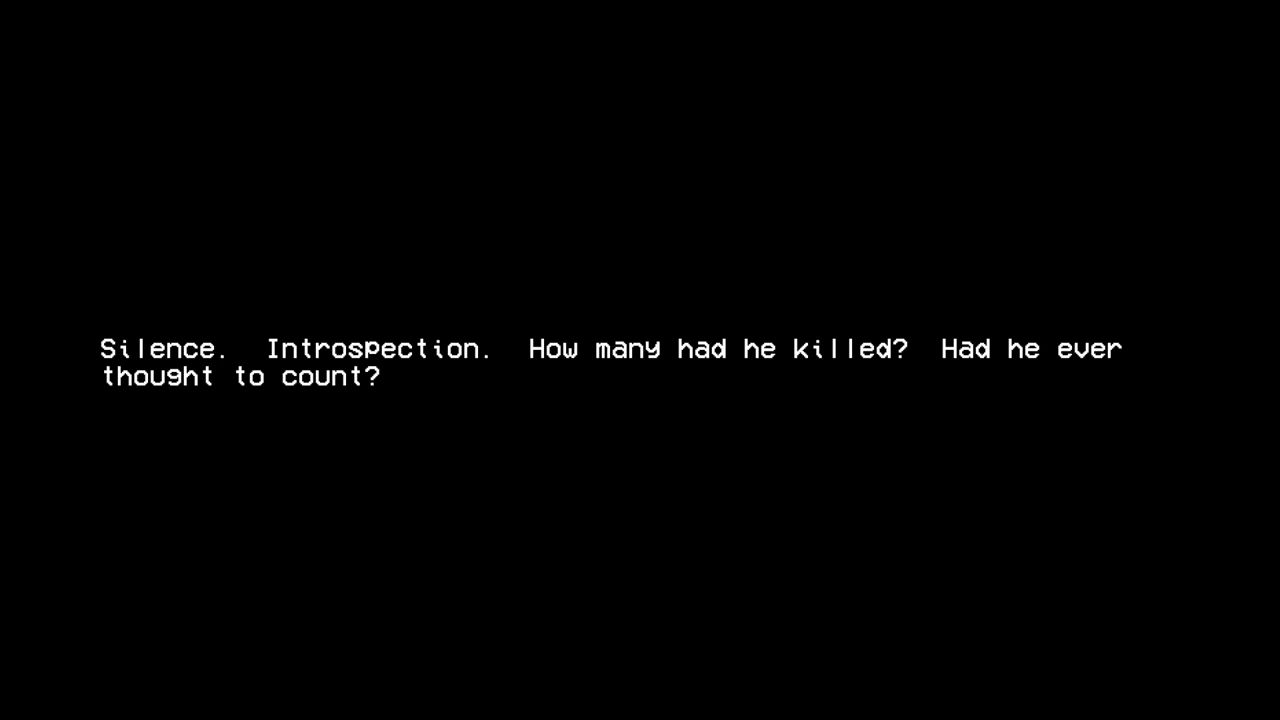 Silence.  Introspection.  How many had he killed?  Had he ever
thought to count?